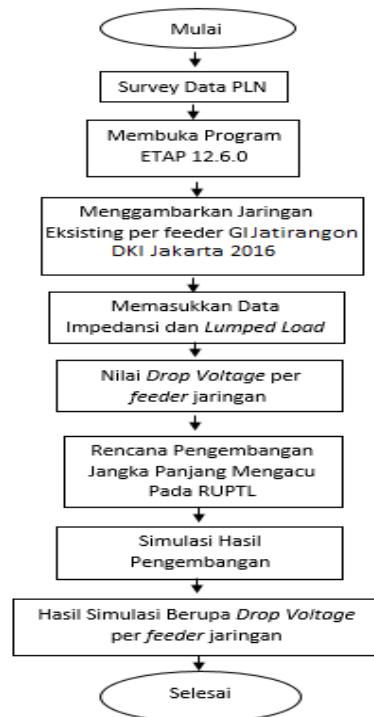 Mulai
Survey Data PLN
Membuka Program
ETAP 12.6.0
Menggambarkan Jaringan
Eksisting per feeder GI Jatirangon
DKI Jakarta 2016
Memasukkan Data
Impedansi dan Lumped Load
Nilai Drop Voltage per
feeder jaringan
Rencana Pengembangan
Jangka Panjang Mengacu
Pada RUPTL
Simulasi Hasil
Pengembangan
Hasil Simulasi Berupa Drop Voltage
per feeder jaringan
Selesai